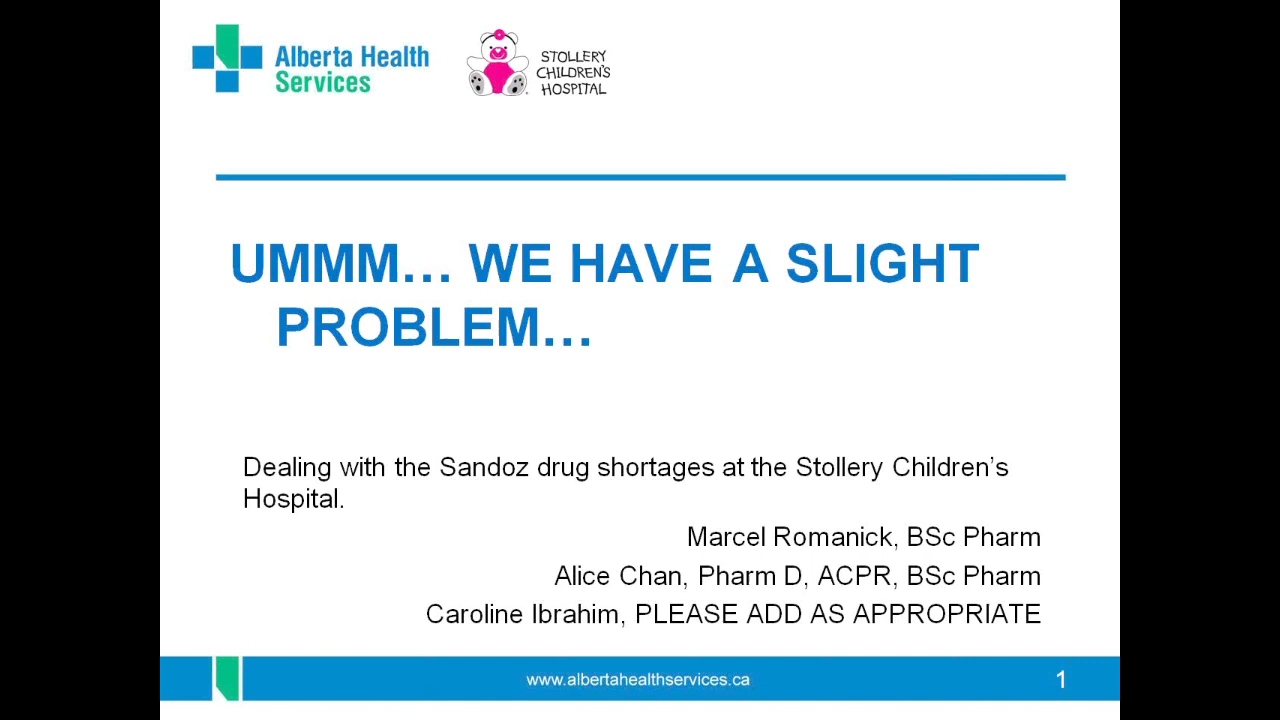 Alberta Health
Services
STOLLERY
CHILDREN'S
HOSPITAL
UMMM… WE HAVE A SLIGHT
PROBLEM…
Dealing with the Sandoz drug shortages at the Stollery Children’s
Hospital.
Marcel Romanick, BSc Pharm
Alice Chan, Pharm D, ACPR, BSc Pharm
Caroline Ibrahim, PLEASE ADD AS APPROPRIATE
www.albertahealthservices.ca
1